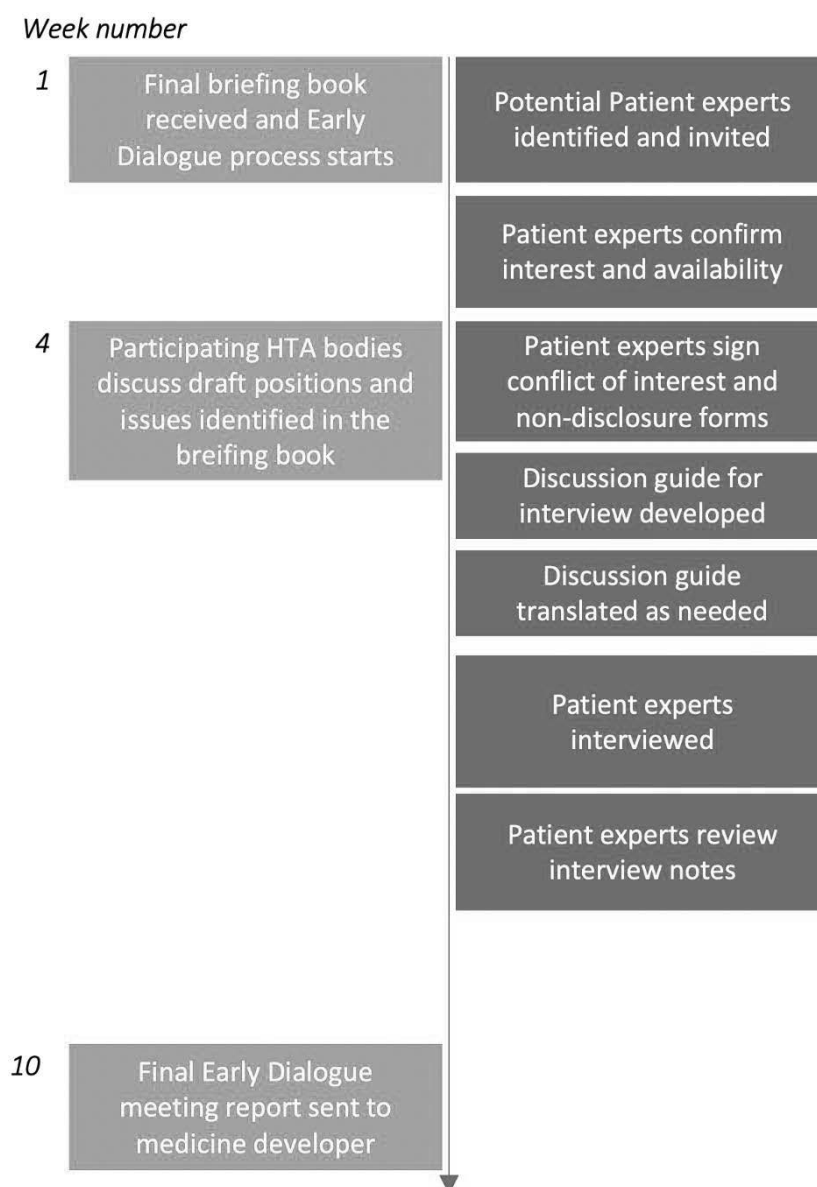 Week number
1
Final briefing book
received and Early
Dialogue process starts
Potential Patient experts
identified and invited
Patient experts confirm
interest and availability
4
Participating HTA bodies
discuss draft positions and
issues identified in the
breifing book
Patient experts sign
conflict of interest and
non-disclosure forms
Discussion guide for
interview developed
Discussion guide
translated as needed
Patient experts
interviewed
Patient experts review
interview notes
10
Final Early Dialogue
meeting report sent to
medicine developer